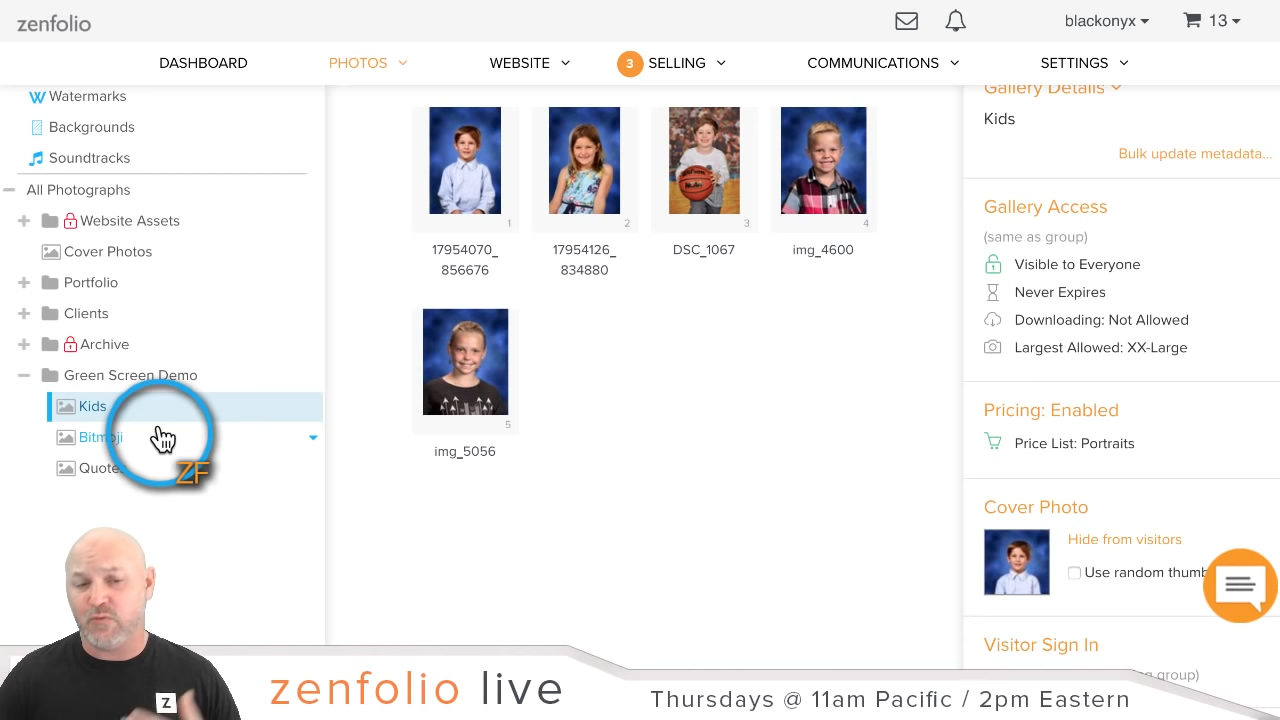 zenfolio
blackonyx
13
DASHBOARD
PHOTOS
WEBSITE
3
SELLING
COMMUNICATIONS
SETTINGS
Watermarks
Backgrounds
Soundtracks
All Photographs
Website Assets
Cover Photos
Portfolio
Clients
Archive
Green Screen Demo
Kids
Bitmoji
Quotes
ZF
1
17954070_
856676
2
17954126_
834880
3
DSC_1067
4
img_4600
5
img_5056
Gallery Details
Kids
Bulk update metadata...
Gallery Access
(same as group)
Visible to Everyone
Never Expires
Downloading: Not Allowed
Largest Allowed: XX-Large
Pricing: Enabled
Price List: Portraits
Cover Photo
Hide from visitors
Use random thumb
Visitor Sign In
group)
Z
zenfolio live
Thursdays @ 11am Pacific / 2pm Eastern